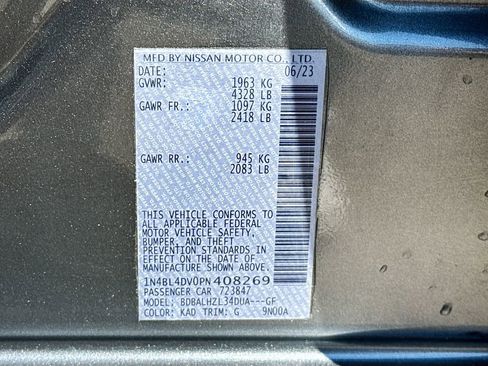 MFD BY NISSAN MOTOR CO., LTD.
DATE: 06/23
GVWR: 1963 KG
4328 LB
GAWR FR.: 1097 KG
2418 LB
GAWR RR.: 945 KG
2083 LB
THIS VEHICLE CONFORMS TO
ALL APPLICABLE FEDERAL
MOTOR VEHICLE SAFETY,
BUMPER, AND THEFT
PREVENTION STANDARDS IN
EFFECT ON THE DATE OF
MANUFACTURE SHOWN ABOVE.
1N4BL4DV0PN408269
PASSENGER CAR 723847
MODEL: BDBALHZL34DUA---GF
COLOR: KAD TRIM: G 9N00A